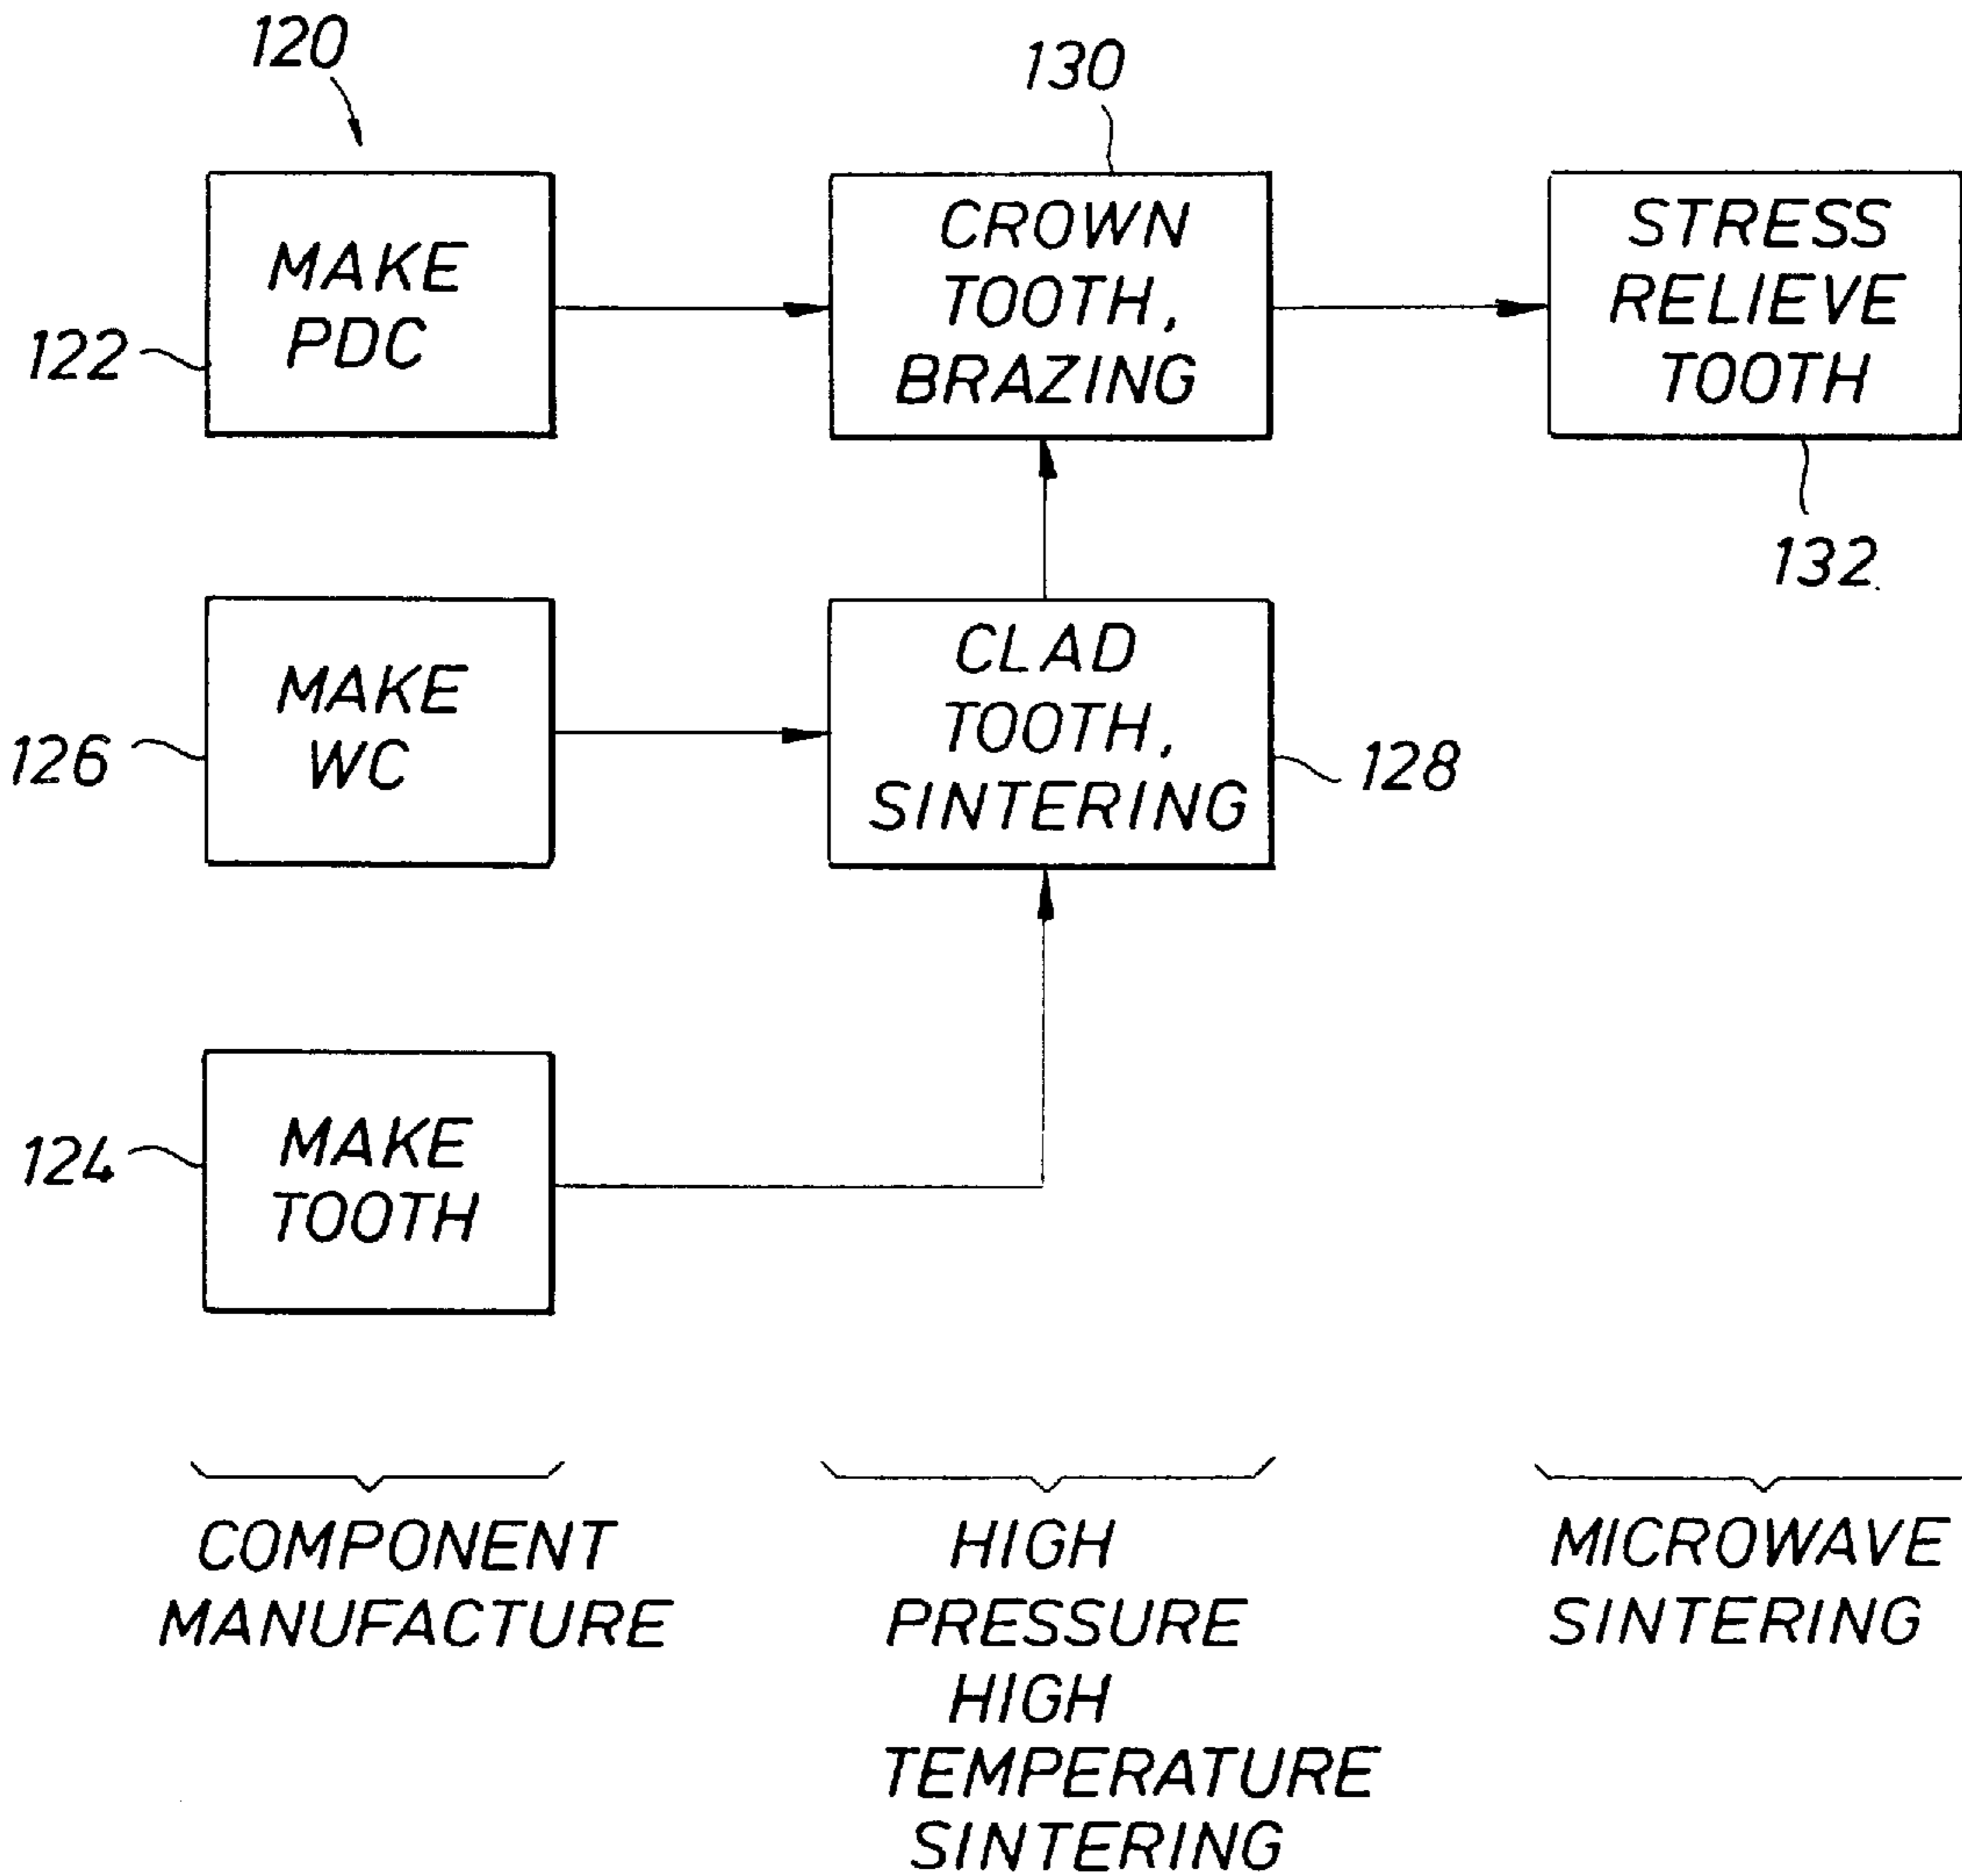 120
130
MAKE
PDC
122
CROWN
TOOTH,
BRAZING
STRESS
RELIEVE
TOOTH
132
MAKE
WC
126
CLAD
TOOTH,
SINTERING
128
MAKE
TOOTH
124
COMPONENT
MANUFACTURE
HIGH
PRESSURE
HIGH
TEMPERATURE
SINTERING
MICROWAVE
SINTERING